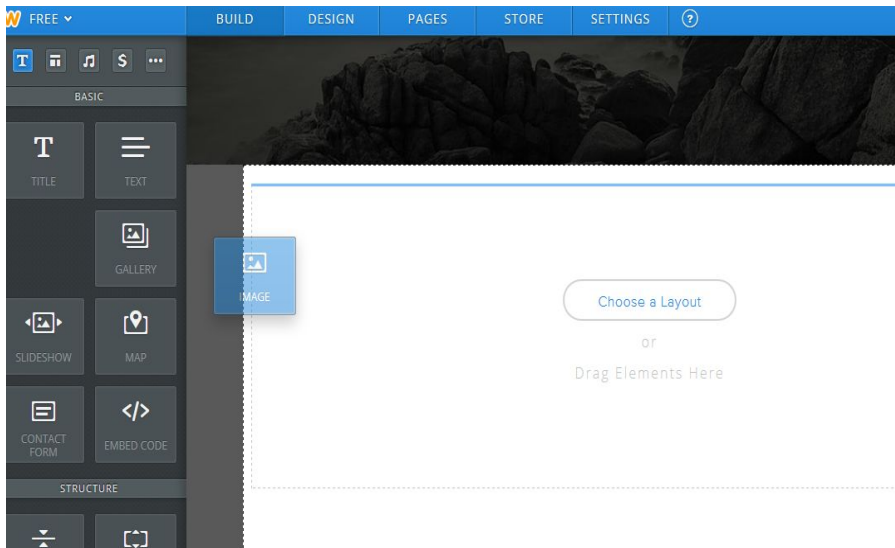 W FREE BUILD DESIGN PAGES STORE SETTINGS ?
T $ •••
BASIC
T
TITLE TEXT
GALLERY
IMAGE
SLIDESHOW MAP
</>
CONTACT FORM EMBED CODE
STRUCTURE
Choose a Layout
or
Drag Elements Here